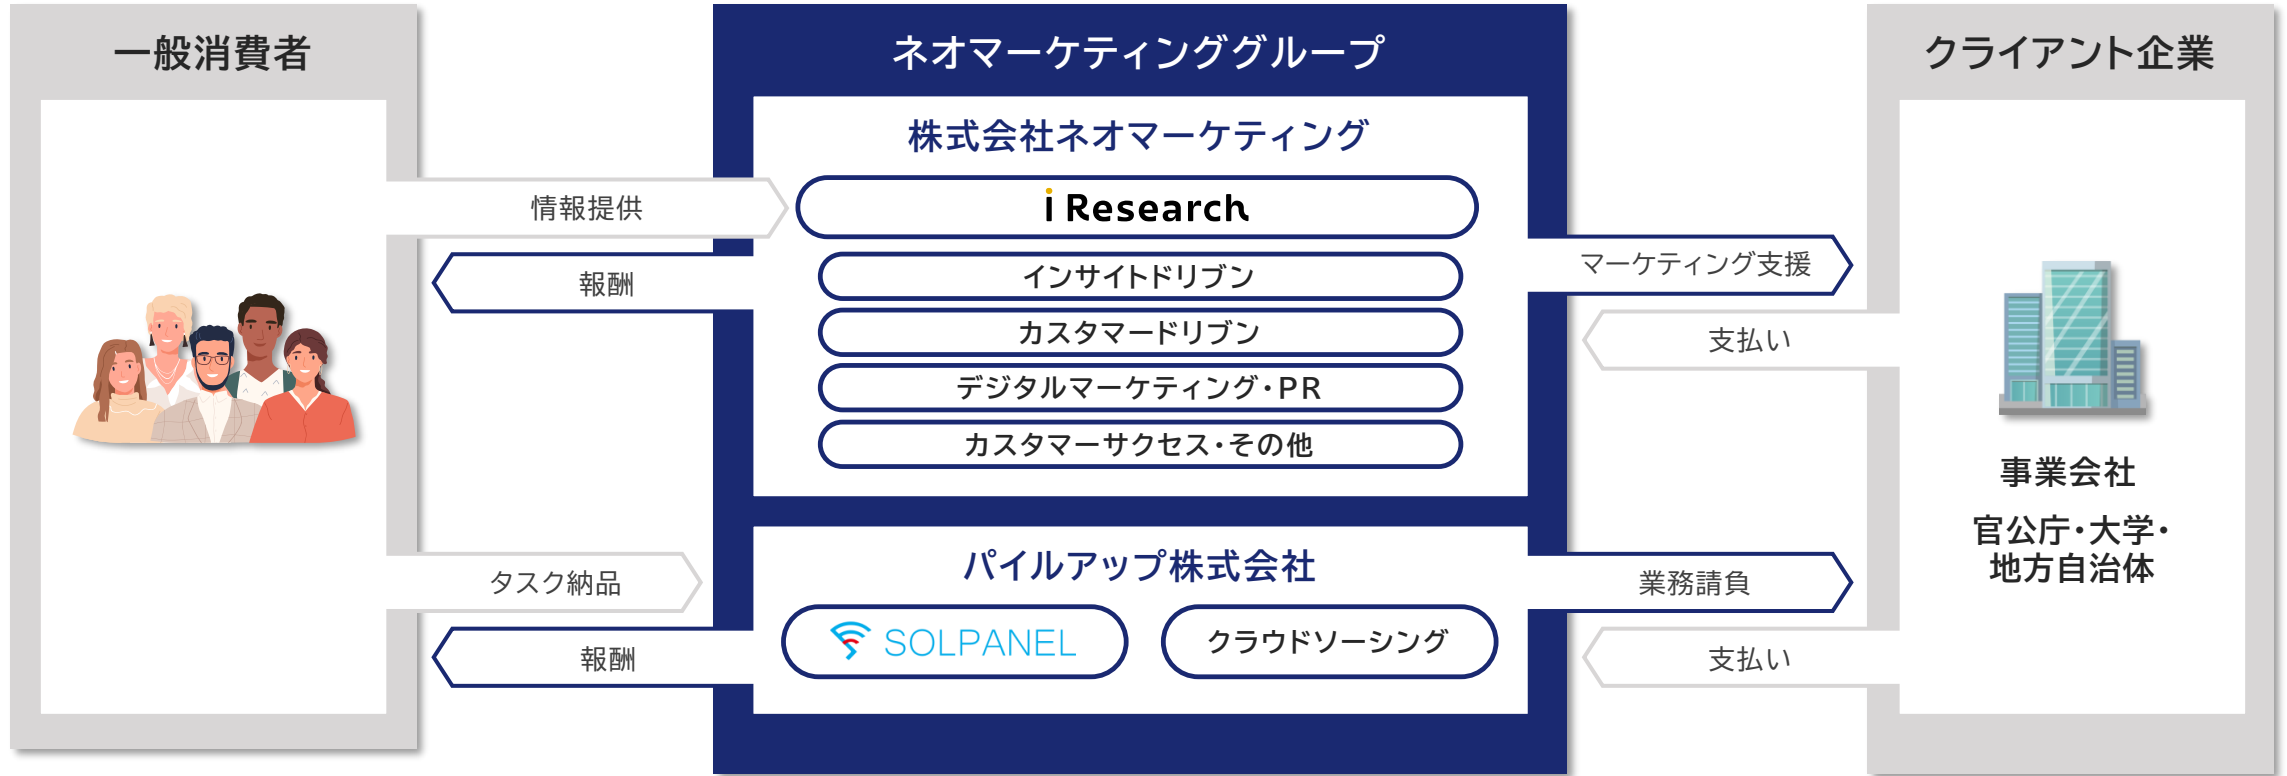 一般消費者
ネオマーケティンググループ
クライアント企業
株式会社ネオマーケティング
情報提供
i Research
報酬
インサイトドリブン
カスタマードリブン
デジタルマーケティング・PR
カスタマーサクセス・その他
マーケティング支援
支払い
事業会社
官公庁・大学・
地方自治体
パイルアップ株式会社
タスク納品
報酬
SOLPANEL
クラウドソーシング
業務請負
支払い